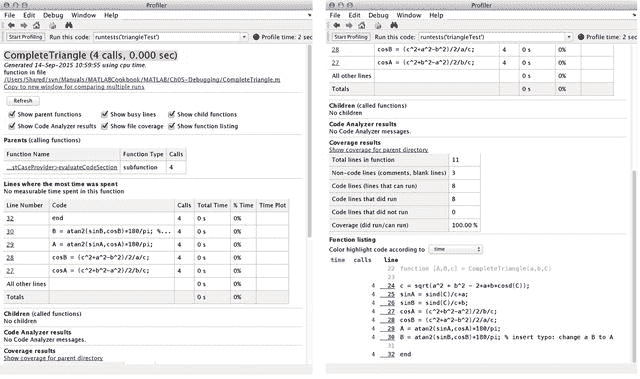 Profiler
File Edit Debug Desktop Window Help
Start Profiling Run this code: runtests('triangleTest') Profile time: 2 sec
CompleteTriangle (4 calls, 0.000 sec)
Generated 14-Sep-2015 10:59:55 using cpu time.
function in file
/Users/Shared/svn/Manuals/MATLABCookbook/MATLAB/Ch05-Debugging/CompleteTriangle.m
Copy to new window for comparing multiple runs
Refresh
Show parent functions Show busy lines Show child functions
Show Code Analyzer results Show file coverage Show function listing
Parents (calling functions)
Function Name Function Type Calls
...stCaseProvider>evaluateCodeSection subfunction 4
Lines where the most time was spent
No measurable time spent in this function
Line Number Code Calls Total Time % Time Time Plot
32 end 4 0 s 0%
30 B = atan2(sinB,cosB)*180/pi; %... 4 0 s 0%
29 A = atan2(sinA,cosA)*180/pi; 4 0 s 0%
28 cosB = (c^2+a^2-b^2)/2/a/c; 4 0 s 0%
27 cosA = (c^2+b^2-a^2)/2/b/c; 4 0 s 0%
All other lines 0 s 0%
Totals 0 s 0%
Children (called functions)
No children
Code Analyzer results
No Code Analyzer messages.
Coverage results
Show coverage for parent directory
Profiler
File Edit Debug Desktop Window Help
Start Profiling Run this code: runtests('triangleTest') Profile time: 2 sec
28 cosB = (c^2+a^2-b^2)/2/a/c; 4 0 s 0%
27 cosA = (c^2+b^2-a^2)/2/b/c; 4 0 s 0%
All other lines 0 s 0%
Totals 0 s 0%
Children (called functions)
No children
Code Analyzer results
No Code Analyzer messages.
Coverage results
Show coverage for parent directory
Total lines in function 11
Non-code lines (comments, blank lines) 3
Code lines (lines that can run) 8
Code lines that did run 8
Code lines that did not run 0
Coverage (did run/can run) 100.00 %
Function listing
Color highlight code according to time
time calls line
22 function [A,B,c] = CompleteTriangle(a,b,C)
23
4 24 c = sqrt(a^2 + b^2 - 2*a*b*cosd(C));
4 25 sinA = sind(C)/c*a;
4 26 sinB = sind(C)/c*b;
4 27 cosA = (c^2+b^2-a^2)/2/b/c;
4 28 cosB = (c^2+a^2-b^2)/2/a/c;
4 29 A = atan2(sinA,cosA)*180/pi;
4 30 B = atan2(sinB,cosB)*180/pi; % insert typo: change a B to A
31
4 32 end